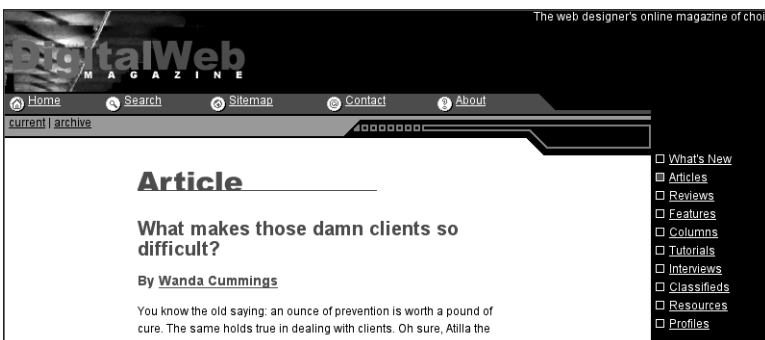 The web designer's online magazine of choi
DigitalWeb
MAGAZINE
Home Search Sitemap Contact About
current | archive
What's New
Articles
Reviews
Features
Columns
Tutorials
Interviews
Classifieds
Resources
Profiles
Article
What makes those damn clients so
difficult?
By Wanda Cummings
You know the old saying: an ounce of prevention is worth a pound of
cure. The same holds true in dealing with clients. Oh sure, Atilla the